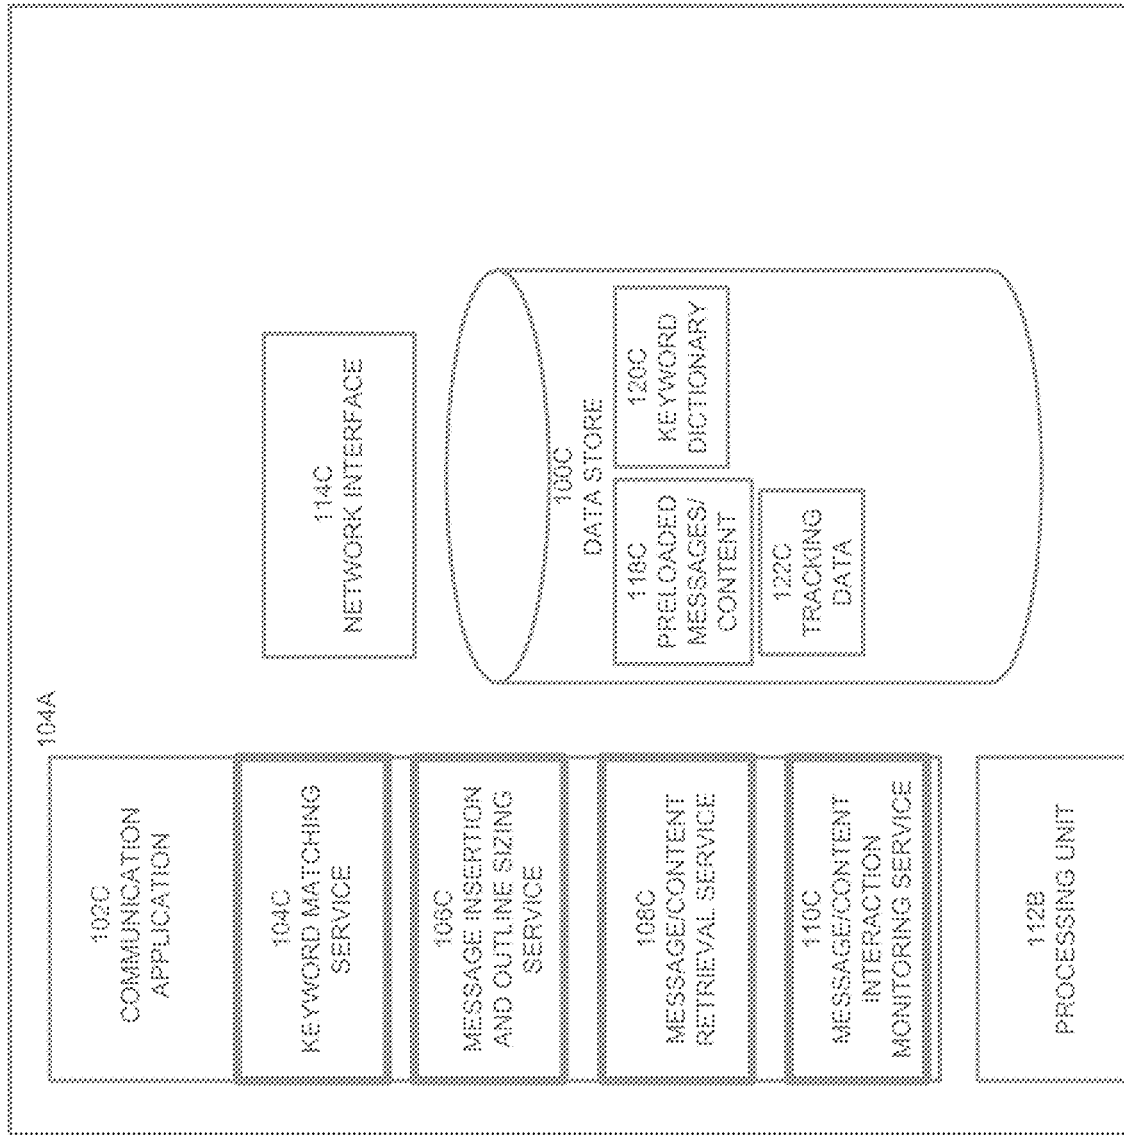 104A
102C
COMMUNICATION
APPLICATION
104C
KEYWORD MATCHING
SERVICE
106C
MESSAGE INSERTION
AND OUTLINE SIZING
SERVICE
108C
MESSAGE/CONTENT
RETRIEVAL SERVICE
110C
MESSAGE/CONTENT
INTERACTION
MONITORING SERVICE
112B
PROCESSING UNIT
114C
NETWORK INTERFACE
100C
DATA STORE
118C
PRELOADED
MESSAGES/
CONTENT
120C
KEYWORD
DICTIONARY
122C
TRACKING
DATA